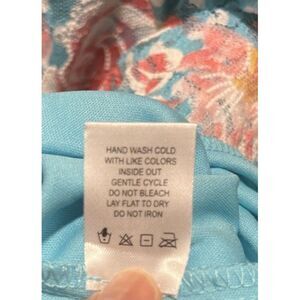 HAND WASH COLD
WITH LIKE COLORS
INSIDE OUT
GENTLE CYCLE
DO NOT BLEACH
LAY FLAT TO DRY
DO NOT IRON